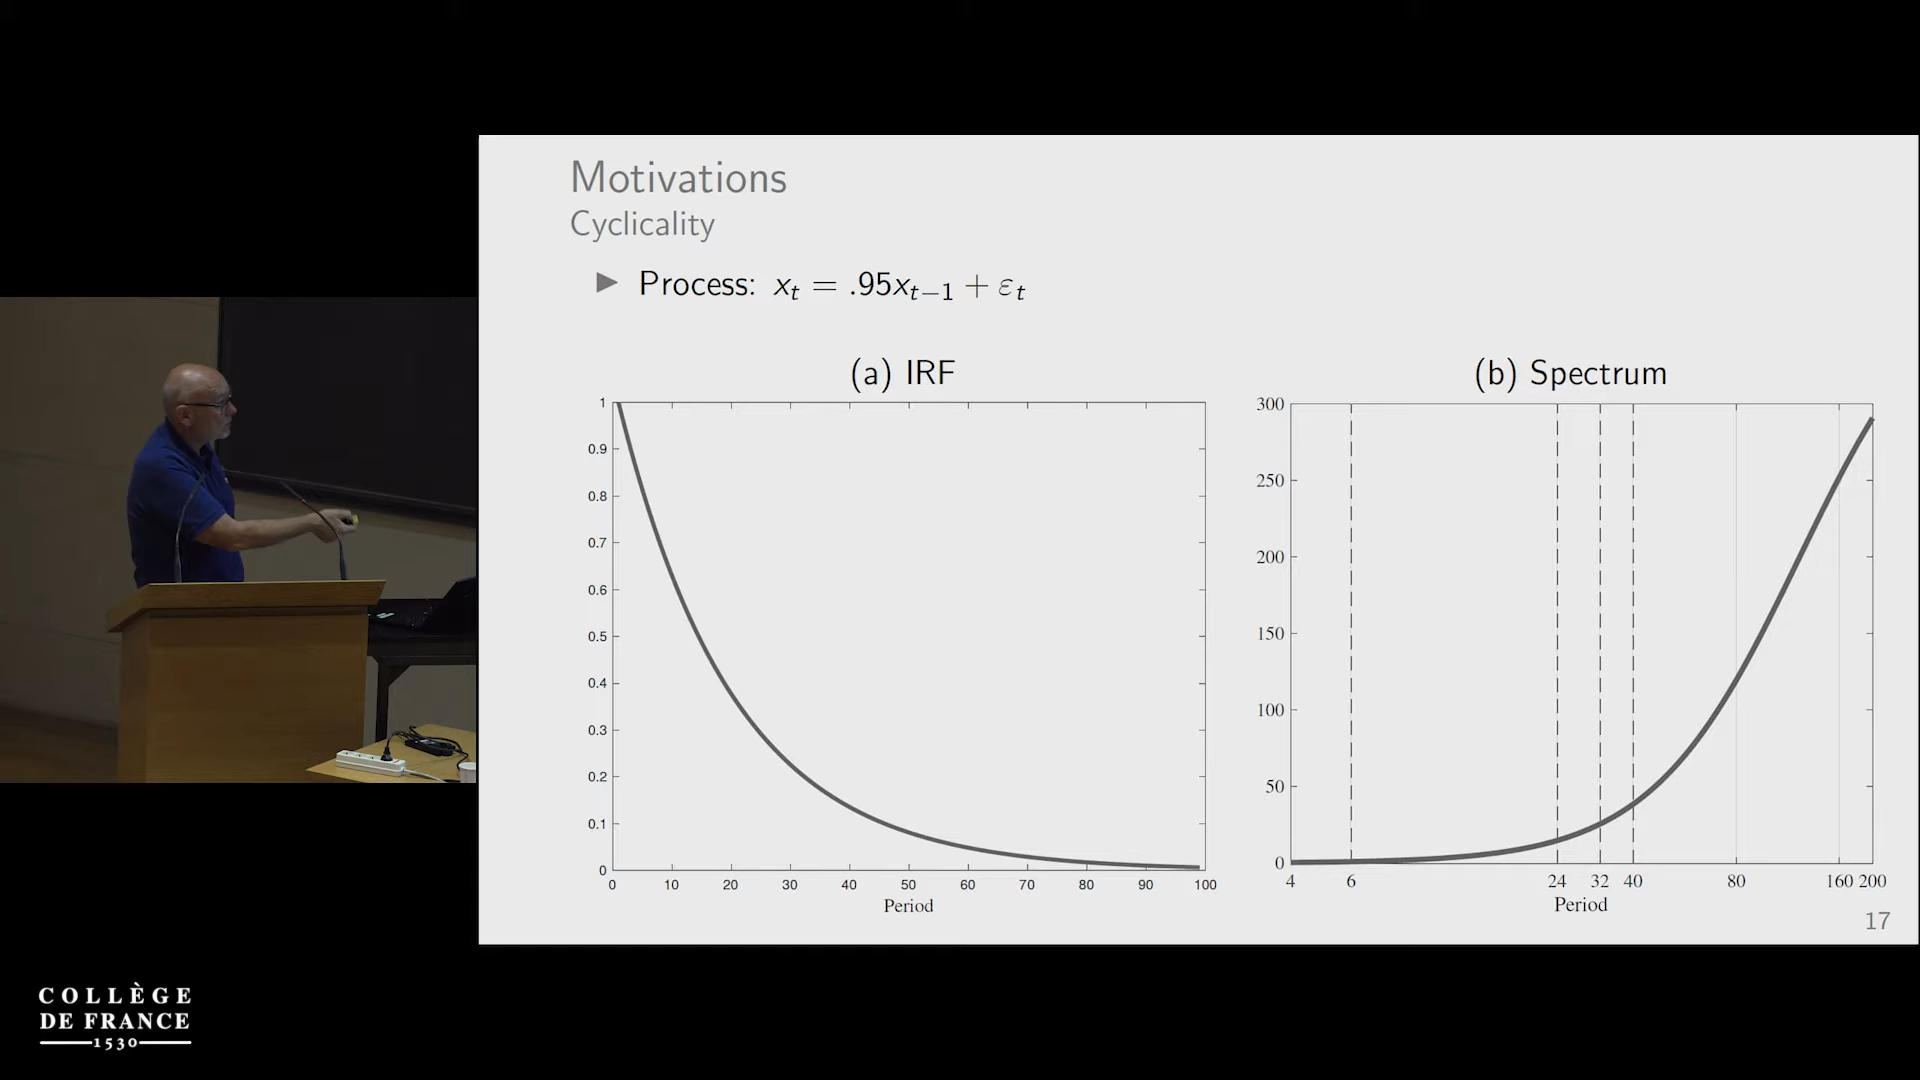 Motivations
Cyclicality
▶ Process: xₜ = .95xₜ₋₁ + εₜ
(a) IRF
1
0.9
0.8
0.7
0.6
0.5
0.4
0.3
0.2
0.1
0
0 10 20 30 40 50 60 70 80 90 100
Period
(b) Spectrum
300
250
200
150
100
50
0
4 6 24 32 40 80 160 200
Period
17
COLLÈGE
DE FRANCE
1530